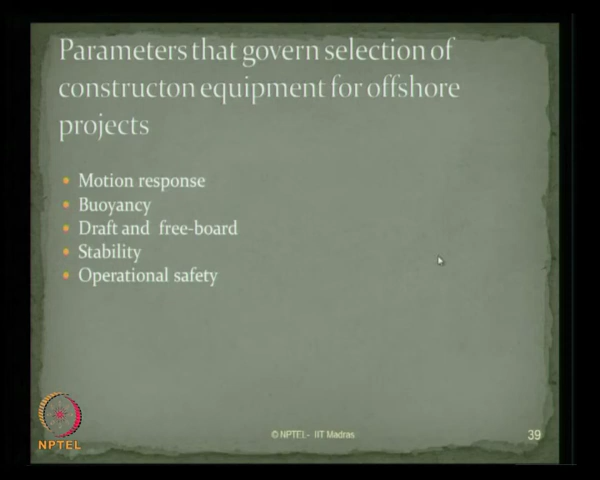 Parameters that govern selection of
constructon equipment for offshore
projects
Motion response
Buoyancy
Draft and free-board
Stability
Operational safety
NPTEL
© NPTEL - IIT Madras
39